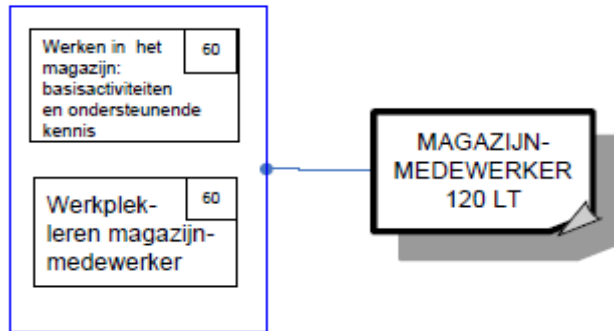 Werken in het
magazijn:
basisactiviteiten
en ondersteunende
kennis
60
Werkplek-
leren magazijn-
medewerker
60
MAGAZIJN-
MEDEWERKER
120 LT